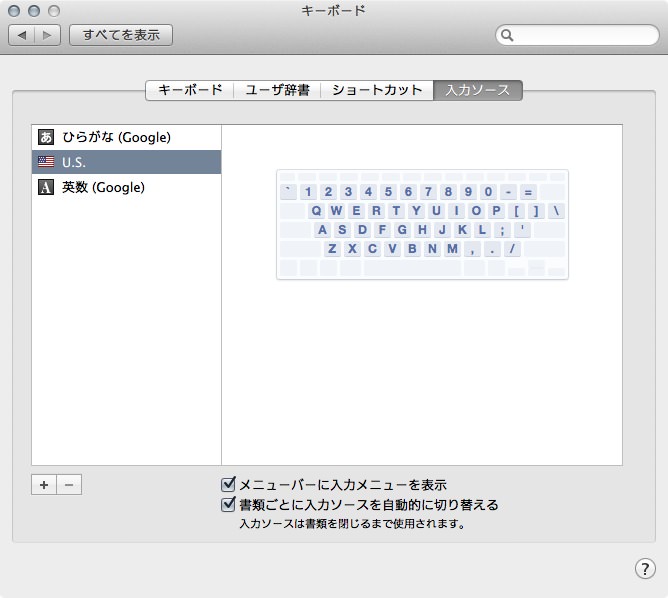 キーボード
すべてを表示
キーボード ユーザ辞書 ショートカット 入力ソース
あ ひらがな (Google)
U.S.
A 英数 (Google)
` 1 2 3 4 5 6 7 8 9 0 - =
Q W E R T Y U I O P [ ] \
A S D F G H J K L ; '
Z X C V B N M , . /
+ −
メニューバーに入力メニューを表示
書類ごとに入力ソースを自動的に切り替える
入力ソースは書類を閉じるまで使用されます。
?